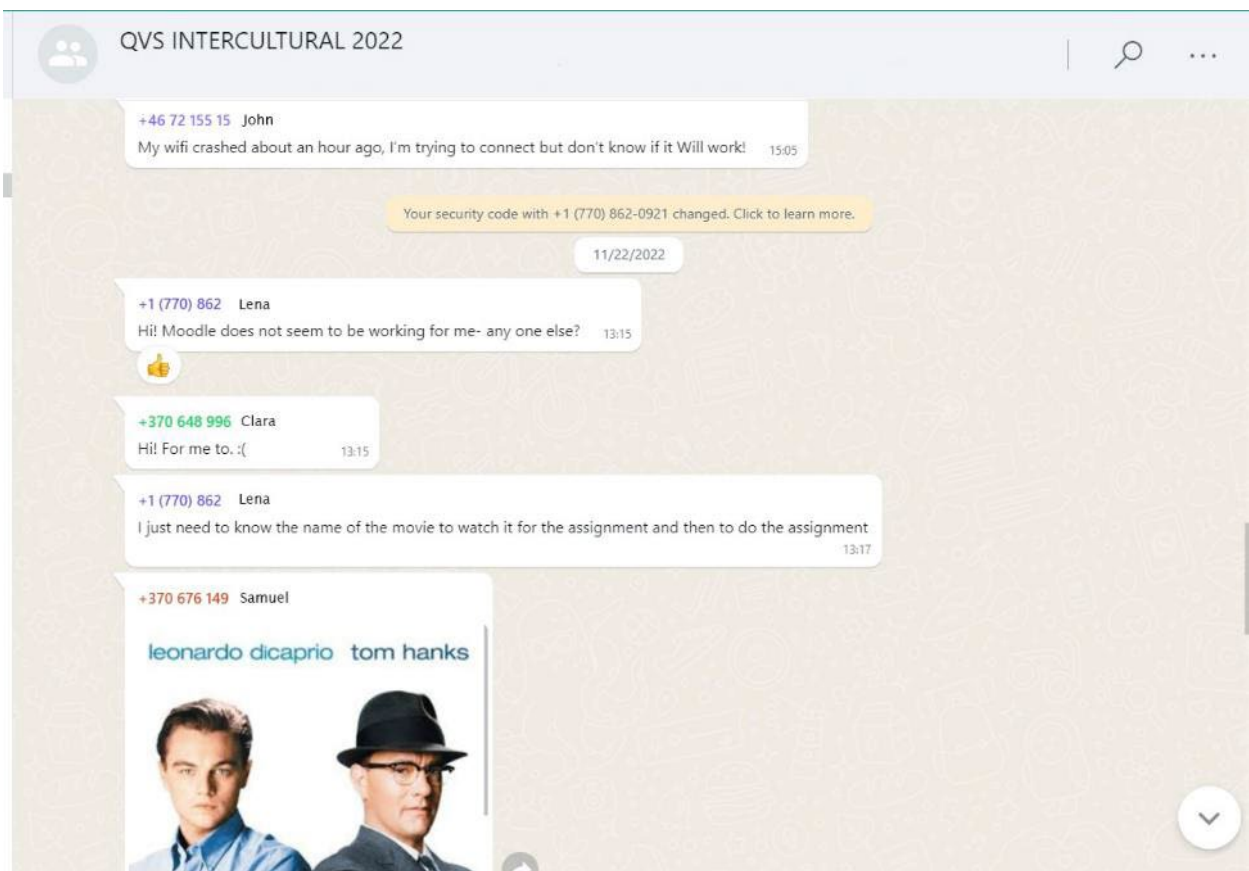 QVS INTERCULTURAL 2022
+46 72 155 15 John
My wifi crashed about an hour ago, I'm trying to connect but don't know if it Will work! 15:05
Your security code with +1 (770) 862-0921 changed. Click to learn more.
11/22/2022
+1 (770) 862 Lena
Hi! Moodle does not seem to be working for me- any one else? 13:15
+370 648 996 Clara
Hi! For me to. :( 13:15
+1 (770) 862 Lena
I just need to know the name of the movie to watch it for the assignment and then to do the assignment
13:17
+370 676 149 Samuel
leonardo dicaprio tom hanks